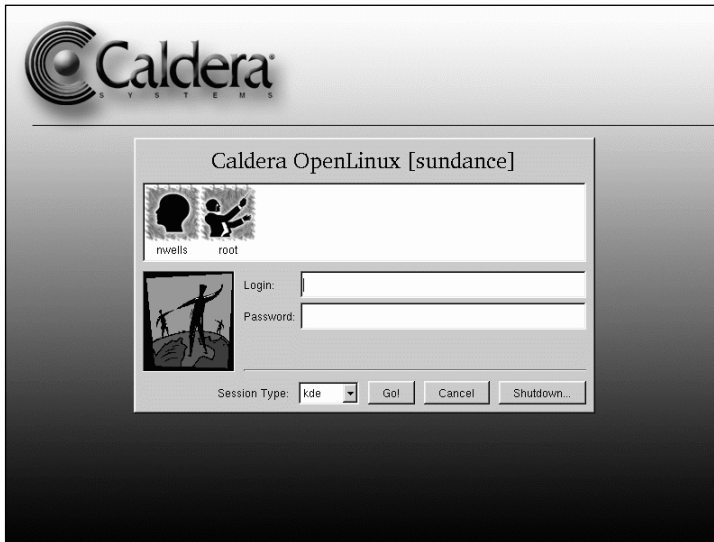 Caldera
SYSTEMS
Caldera OpenLinux [sundance]
nwells root
Login:
Password:
Session Type: kde Go! Cancel Shutdown...